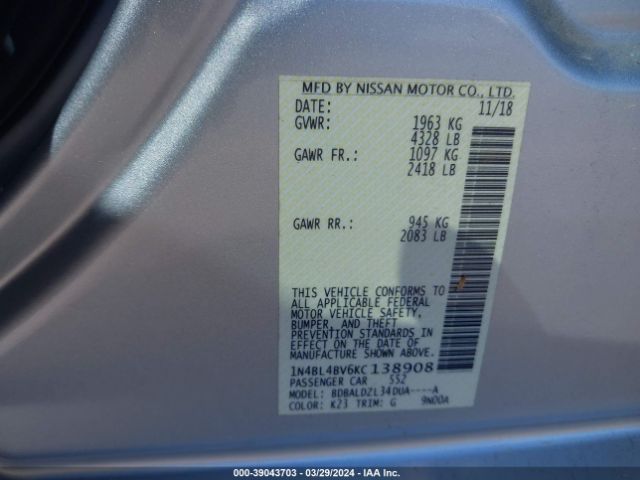 MFD BY NISSAN MOTOR CO., LTD.
DATE: 11/18
GVWR: 1963 KG
4328 LB
GAWR FR.: 1097 KG
2418 LB
GAWR RR.: 945 KG
2083 LB
THIS VEHICLE CONFORMS TO
ALL APPLICABLE FEDERAL
MOTOR VEHICLE SAFETY,
BUMPER, AND THEFT
PREVENTION STANDARDS IN
EFFECT ON THE DATE OF
MANUFACTURE SHOWN ABOVE.
1N4BL4BV6KC138908
PASSENGER CAR 552
MODEL: BDBALDZL34DUA----A
COLOR: K23 TRIM: G 9N00A
000-39043703 - 03/29/2024 - IAA Inc.